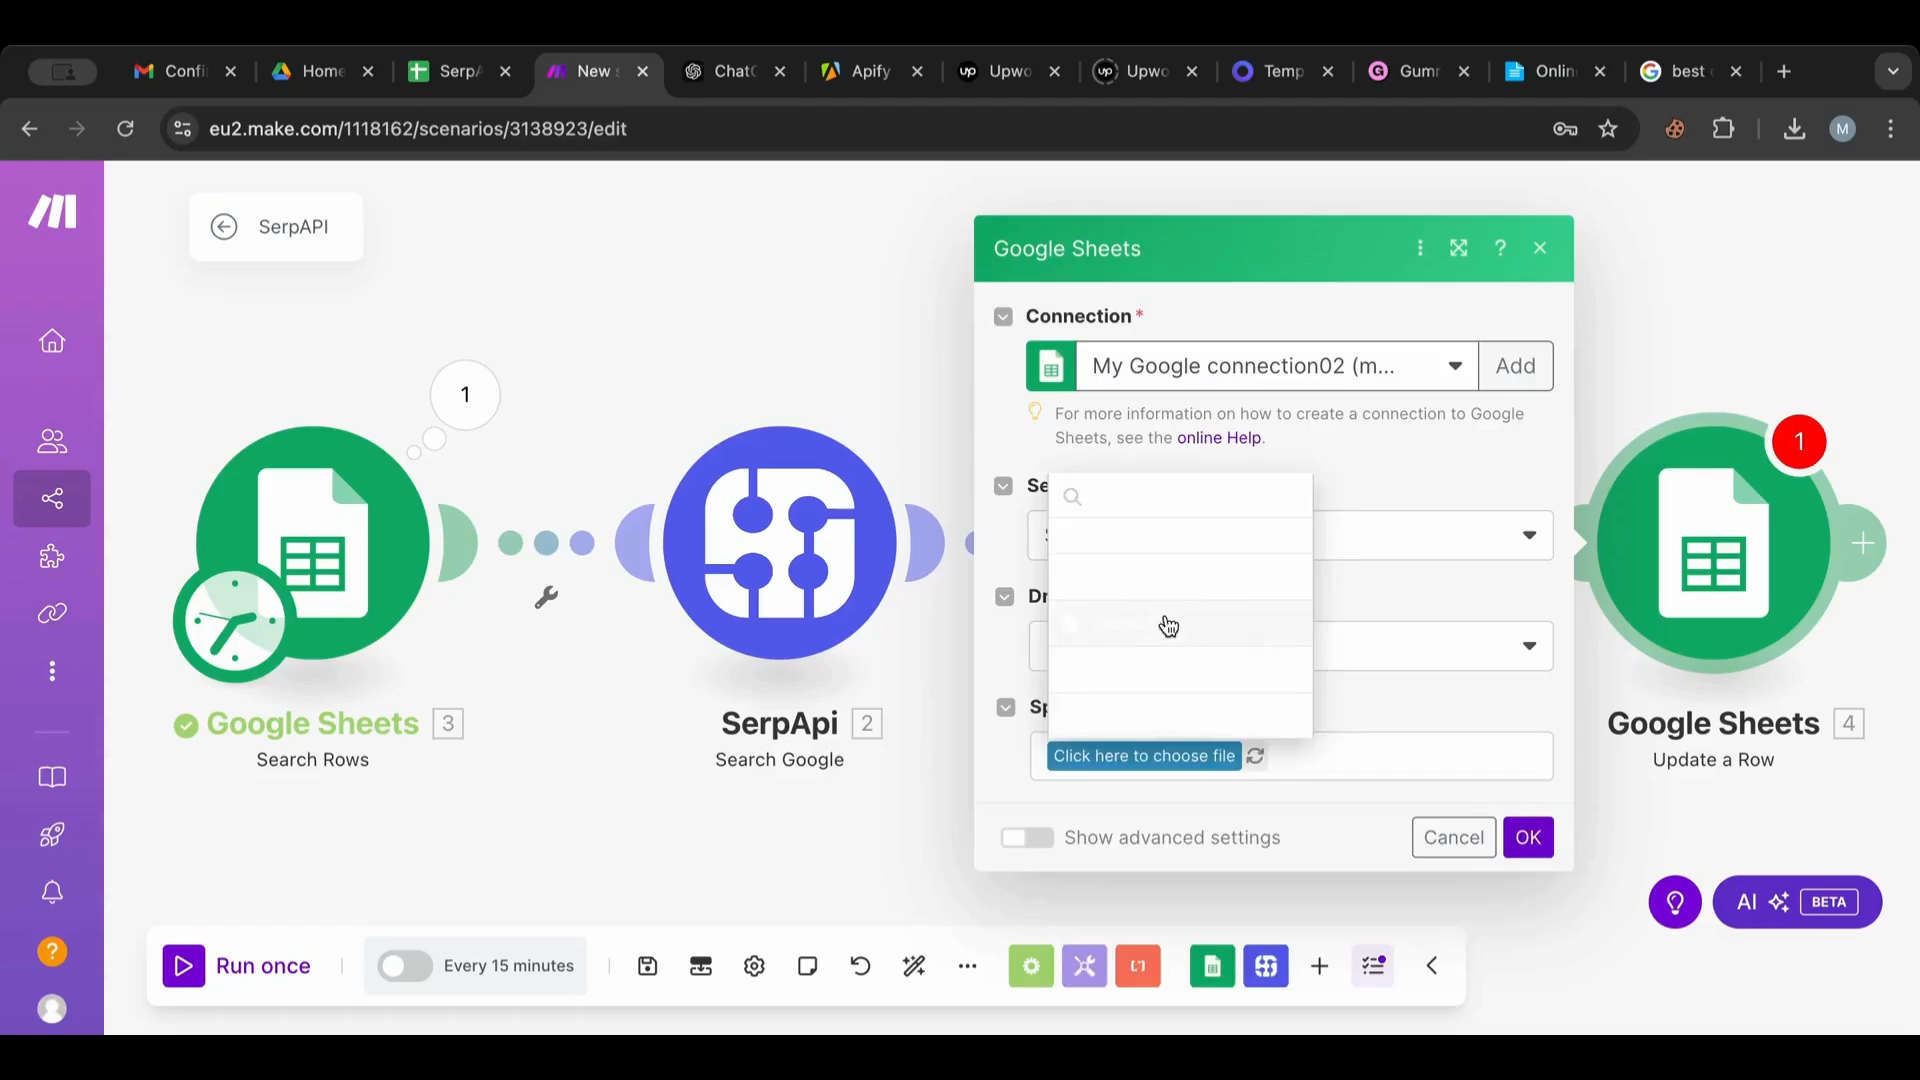 Confi
Home
SerpA
New s
ChatG
Apify
Upwo
Upwo
Temp
Gumr
Onlin
best
eu2.make.com/1118162/scenarios/3138923/edit
M
SerpAPI
Google Sheets
Connection *
My Google connection02 (m...
Add
For more information on how to create a connection to Google
Sheets, see the online Help.
Se
Dr
Sp
Click here to choose file
Show advanced settings
Cancel
OK
1
1
Google Sheets 3
Search Rows
SerpApi 2
Search Google
Google Sheets 4
Update a Row
AI BETA
Run once
Every 15 minutes